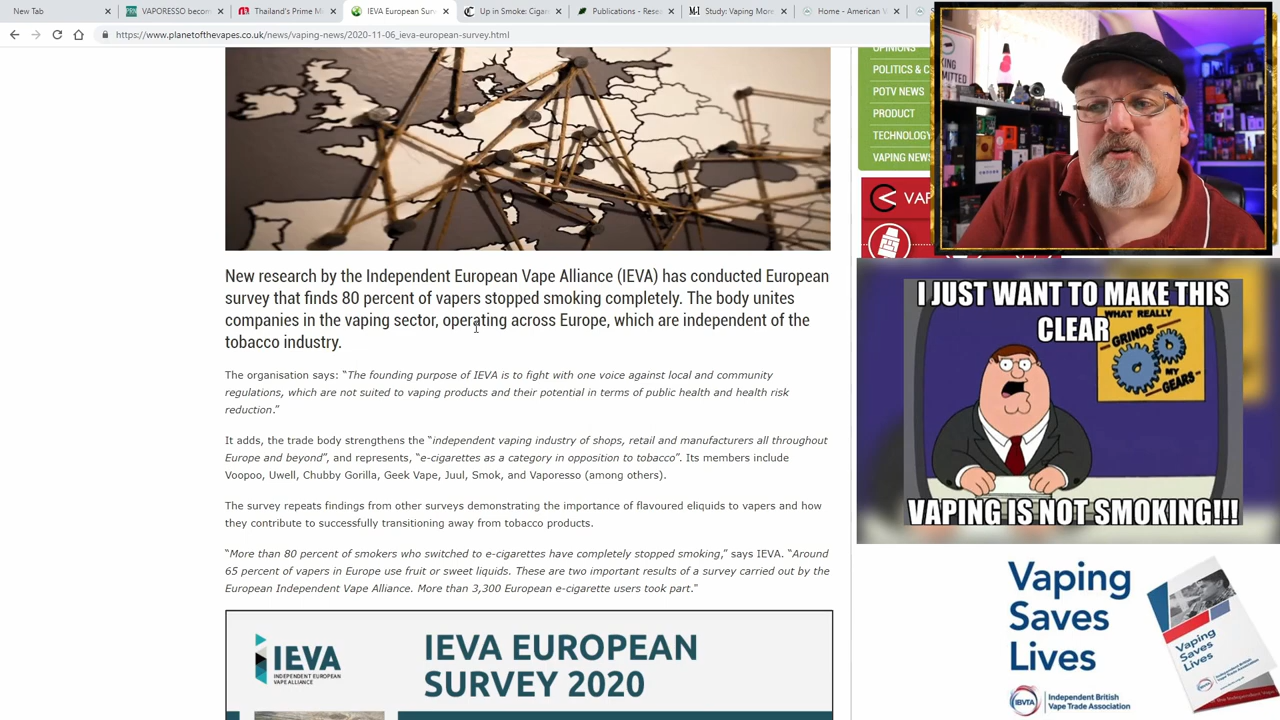 New Tab
VAPORESSO becom
Thailand's Prime M
IEVA European Surv
Up in Smoke: Cigar
Publications - Rese
Study: Vaping More
Home - American V
https://www.planetofthevapes.co.uk/news/vaping-news/2020-11-06_ieva-european-survey.html
OPINIONS
POLITICS & C
POTV NEWS
PRODUCT
TECHNOLOGY
VAPING NEWS
VAP
New research by the Independent European Vape Alliance (IEVA) has conducted European
survey that finds 80 percent of vapers stopped smoking completely. The body unites
companies in the vaping sector, operating across Europe, which are independent of the
tobacco industry.
The organisation says: “The founding purpose of IEVA is to fight with one voice against local and community
regulations, which are not suited to vaping products and their potential in terms of public health and health risk
reduction.”
It adds, the trade body strengthens the “independent vaping industry of shops, retail and manufacturers all throughout
Europe and beyond”, and represents, “e-cigarettes as a category in opposition to tobacco”. Its members include
Voopoo, Uwell, Chubby Gorilla, Geek Vape, Juul, Smok, and Vaporesso (among others).
The survey repeats findings from other surveys demonstrating the importance of flavoured eliquids to vapers and how
they contribute to successfully transitioning away from tobacco products.
“More than 80 percent of smokers who switched to e-cigarettes have completely stopped smoking,” says IEVA. “Around
65 percent of vapers in Europe use fruit or sweet liquids. These are two important results of a survey carried out by the
European Independent Vape Alliance. More than 3,300 European e-cigarette users took part.”
IEVA
INDEPENDENT EUROPEAN
VAPE ALLIANCE
IEVA EUROPEAN
SURVEY 2020
I JUST WANT TO MAKE THIS
CLEAR
WHAT REALLY
GRINDS
MY
GEARS
VAPING IS NOT SMOKING!!!
Vaping
Saves
Lives
IBVTA
Independent British
Vape Trade Association
Vaping
Saves
Lives